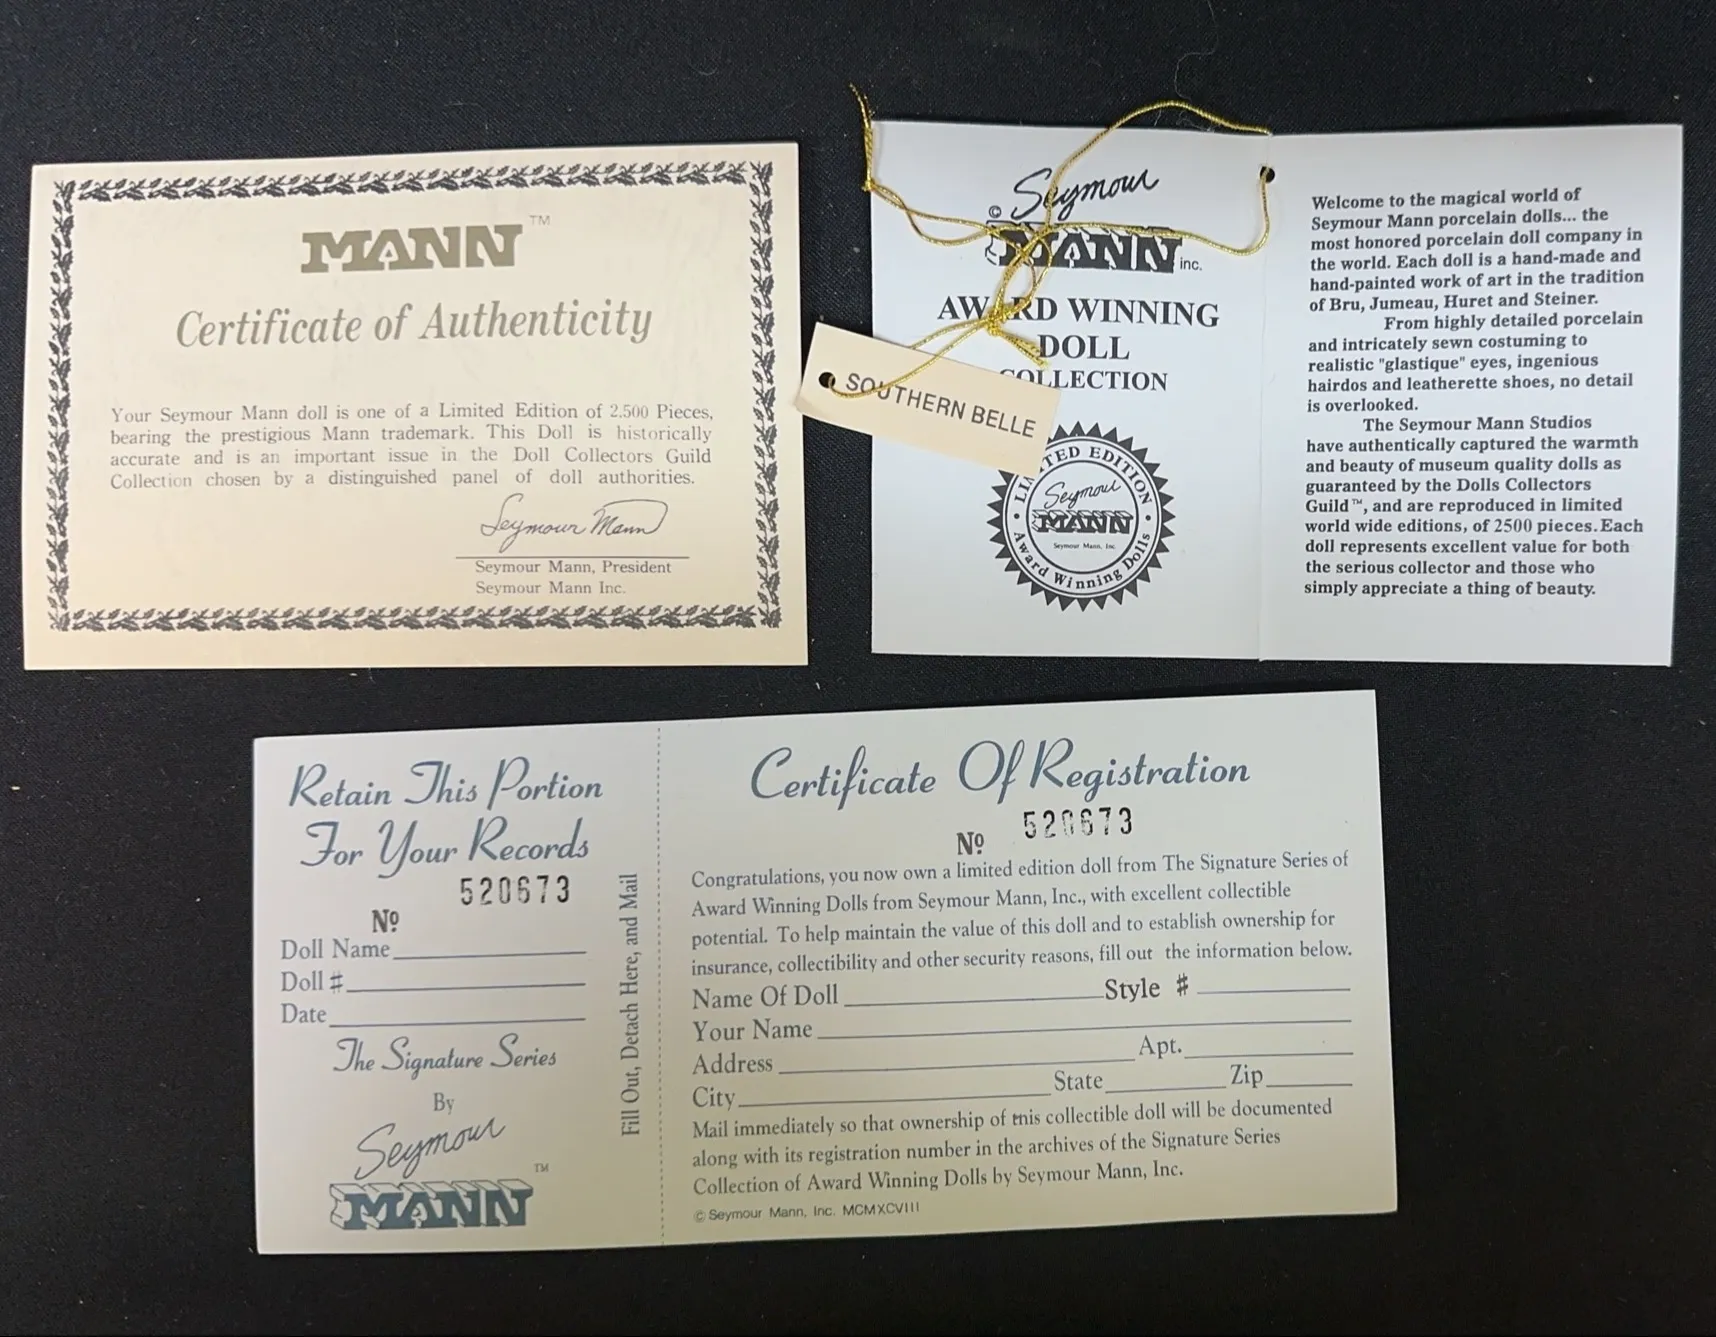 MANN™
Certificate of Authenticity
Your Seymour Mann doll is one of a Limited Edition of 2,500 Pieces,
bearing the prestigious Mann trademark. This Doll is historically
accurate and is an important issue in the Doll Collectors Guild
Collection chosen by a distinguished panel of doll authorities.
Seymour Mann
Seymour Mann, President
Seymour Mann Inc.
© Seymour
MANN inc.
AWARD WINNING
DOLL
COLLECTION
SOUTHERN BELLE
LIMITED EDITION
Seymour
MANN
Seymour Mann, Inc.
Award Winning Dolls
Welcome to the magical world of
Seymour Mann porcelain dolls... the
most honored porcelain doll company in
the world. Each doll is a hand-made and
hand-painted work of art in the tradition
of Bru, Jumeau, Huret and Steiner.
From highly detailed porcelain
and intricately sewn costuming to
realistic "glastique" eyes, ingenious
hairdos and leatherette shoes, no detail
is overlooked.
The Seymour Mann Studios
have authentically captured the warmth
and beauty of museum quality dolls as
guaranteed by the Dolls Collectors
Guild™, and are reproduced in limited
world wide editions, of 2500 pieces. Each
doll represents excellent value for both
the serious collector and those who
simply appreciate a thing of beauty.
Retain This Portion
For Your Records
520673
Nº
Doll Name
Doll #
Date
The Signature Series
By
Seymour
MANN™
Fill Out, Detach Here, and Mail
Certificate Of Registration
Nº 520673
Congratulations, you now own a limited edition doll from The Signature Series of
Award Winning Dolls from Seymour Mann, Inc., with excellent collectible
potential. To help maintain the value of this doll and to establish ownership for
insurance, collectibility and other security reasons, fill out the information below.
Name Of Doll Style #
Your Name
Address Apt.
City State Zip
Mail immediately so that ownership of this collectible doll will be documented
along with its registration number in the archives of the Signature Series
Collection of Award Winning Dolls by Seymour Mann, Inc.
© Seymour Mann, Inc. MCMXCVIII